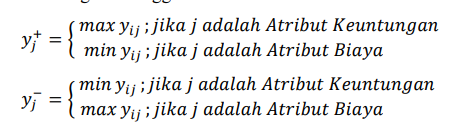 y_j^+ = { max y_ij ; jika j adalah Atribut Keuntungan
min y_ij ; jika j adalah Atribut Biaya
y_j^- = { min y_ij ; jika j adalah Atribut Keuntungan
max y_ij ; jika j adalah Atribut Biaya